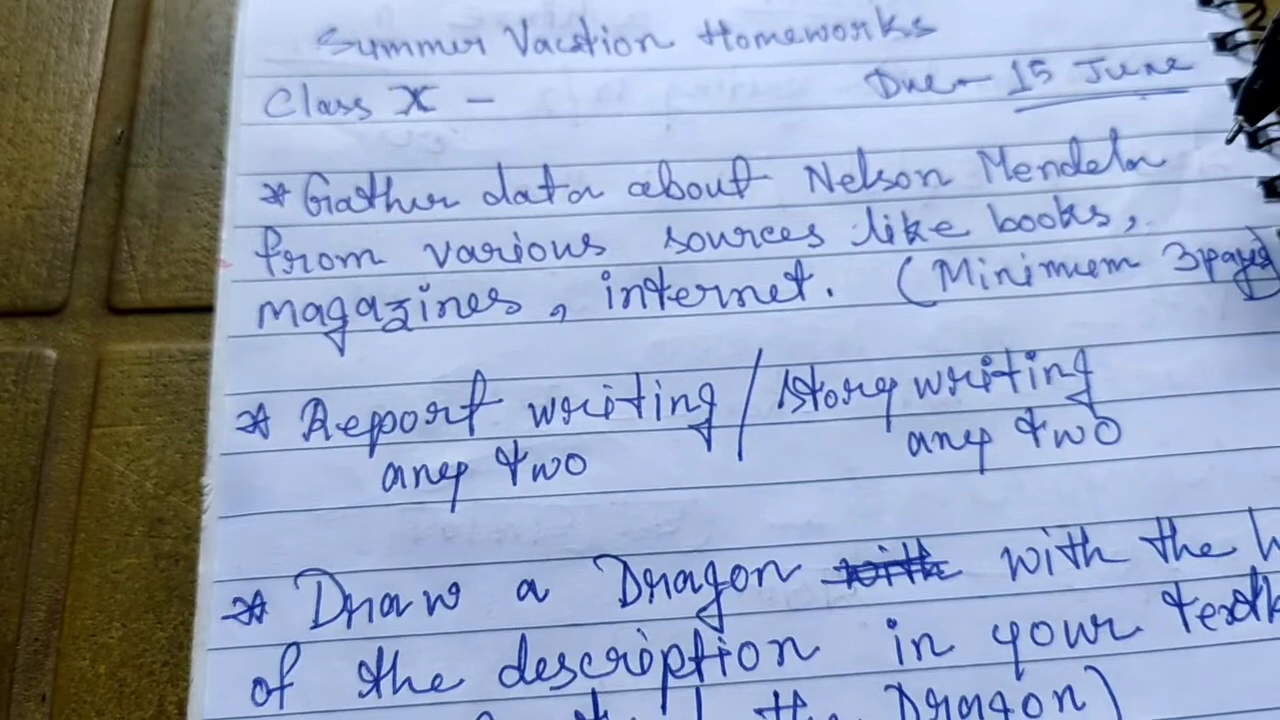 Summer Vacation Homeworks
Class X - Due - 15 June
* Gather data about Nelson Mendela
from various sources like books,
magazines, internet. (Minimum 3 pages)
* Report writing / Story writing
any two any two
* Draw a Dragon with the
of the description in your
the Dragon)